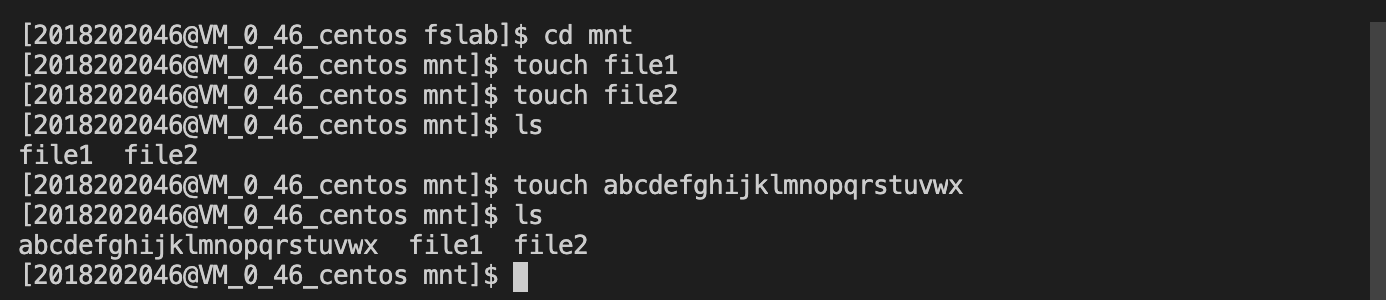 [2018202046@VM_0_46_centos fslab]$ cd mnt
[2018202046@VM_0_46_centos mnt]$ touch file1
[2018202046@VM_0_46_centos mnt]$ touch file2
[2018202046@VM_0_46_centos mnt]$ ls
file1  file2
[2018202046@VM_0_46_centos mnt]$ touch abcdefghijklmnopqrstuvwx
[2018202046@VM_0_46_centos mnt]$ ls
abcdefghijklmnopqrstuvwx  file1  file2
[2018202046@VM_0_46_centos mnt]$